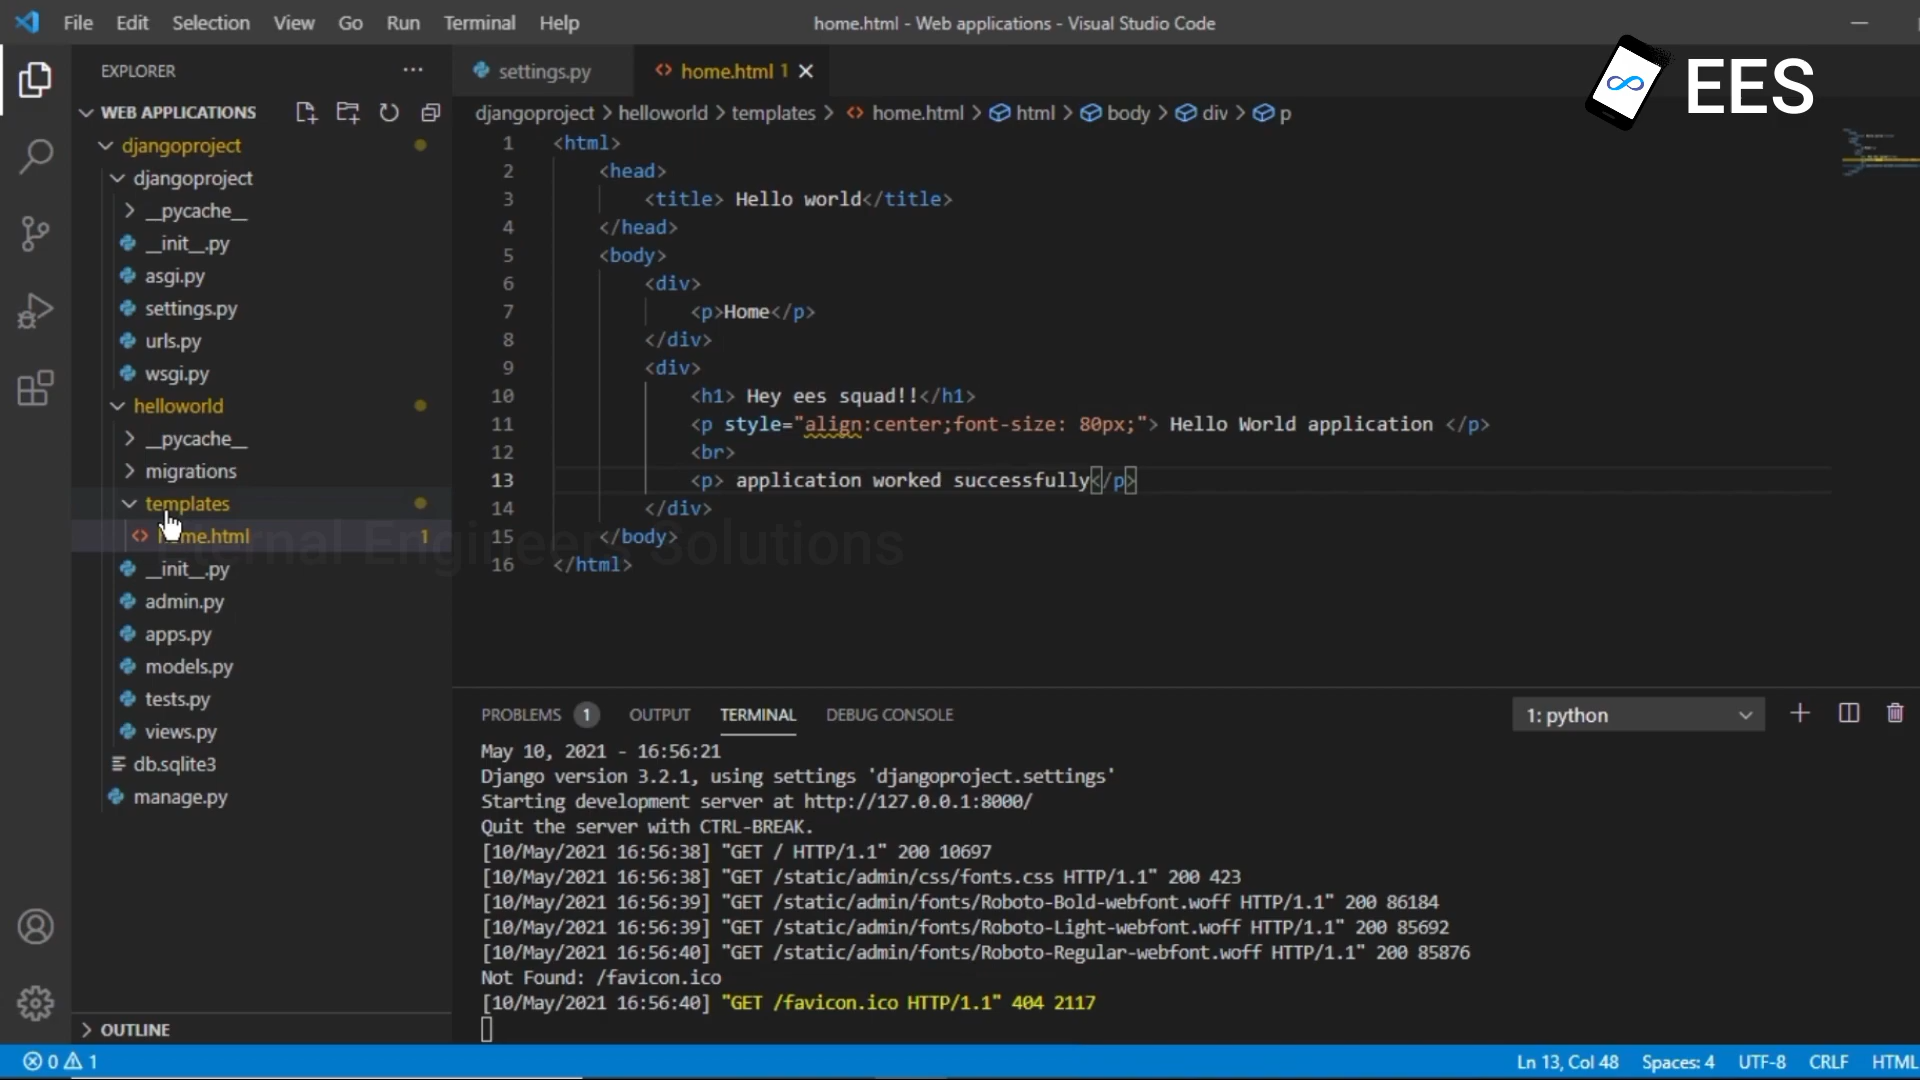 File Edit Selection View Go Run Terminal Help
home.html - Web applications - Visual Studio Code
EES
EXPLORER
WEB APPLICATIONS
djangoproject
djangoproject
__pycache__
__init__.py
asgi.py
settings.py
urls.py
wsgi.py
helloworld
__pycache__
migrations
templates
home.html 1
__init__.py
admin.py
apps.py
models.py
tests.py
views.py
db.sqlite3
manage.py
OUTLINE
settings.py home.html 1
djangoproject > helloworld > templates > home.html > html > body > div > p
1 <html>
2 <head>
3 <title> Hello world</title>
4 </head>
5 <body>
6 <div>
7 <p>Home</p>
8 </div>
9 <div>
10 <h1> Hey ees squad!!</h1>
11 <p style="align:center;font-size: 80px;"> Hello World application </p>
12 <br>
13 <p> application worked successfully</p>
14 </div>
15 </body>
16 </html>
Eternal Engineers Solutions
PROBLEMS 1 OUTPUT TERMINAL DEBUG CONSOLE
1: python
May 10, 2021 - 16:56:21
Django version 3.2.1, using settings 'djangoproject.settings'
Starting development server at http://127.0.0.1:8000/
Quit the server with CTRL-BREAK.
[10/May/2021 16:56:38] "GET / HTTP/1.1" 200 10697
[10/May/2021 16:56:38] "GET /static/admin/css/fonts.css HTTP/1.1" 200 423
[10/May/2021 16:56:39] "GET /static/admin/fonts/Roboto-Bold-webfont.woff HTTP/1.1" 200 86184
[10/May/2021 16:56:39] "GET /static/admin/fonts/Roboto-Light-webfont.woff HTTP/1.1" 200 85692
[10/May/2021 16:56:40] "GET /static/admin/fonts/Roboto-Regular-webfont.woff HTTP/1.1" 200 85876
Not Found: /favicon.ico
[10/May/2021 16:56:40] "GET /favicon.ico HTTP/1.1" 404 2117
0 1
Ln 13, Col 48 Spaces: 4 UTF-8 CRLF HTML